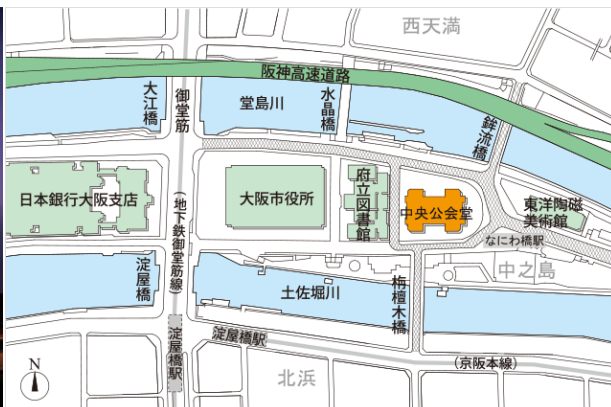 西天満
阪神高速道路
大江橋
御堂筋
堂島川
水晶橋
鉾流橋
日本銀行大阪支店
(地下鉄御堂筋線)
大阪市役所
府立図書館
中央公会堂
東洋陶磁
美術館
なにわ橋駅
中之島
淀屋橋
土佐堀川
栴檀木橋
淀屋橋駅
淀屋橋駅
(京阪本線)
北浜
N